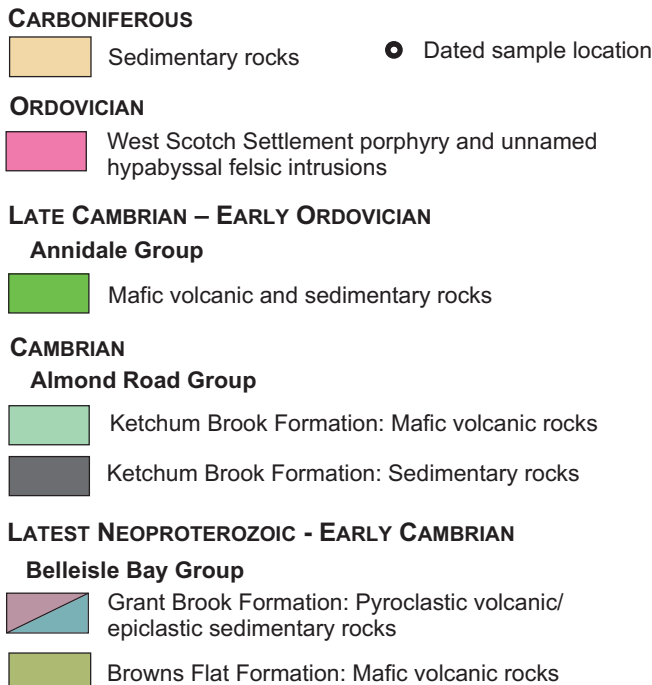 CARBONIFEROUS
Sedimentary rocks
Dated sample location
ORDOVICIAN
West Scotch Settlement porphyry and unnamed
hypabyssal felsic intrusions
LATE CAMBRIAN – EARLY ORDOVICIAN
Annidale Group
Mafic volcanic and sedimentary rocks
CAMBRIAN
Almond Road Group
Ketchum Brook Formation: Mafic volcanic rocks
Ketchum Brook Formation: Sedimentary rocks
LATEST NEOPROTEROZOIC - EARLY CAMBRIAN
Belleisle Bay Group
Grant Brook Formation: Pyroclastic volcanic/
epiclastic sedimentary rocks
Browns Flat Formation: Mafic volcanic rocks